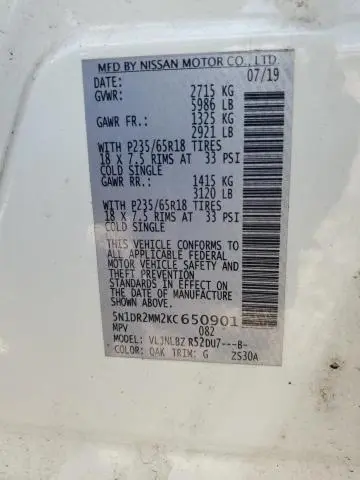 MFD BY NISSAN MOTOR CO., LTD.
DATE: 07/19
GVWR: 2715 KG
5986 LB
GAWR FR.: 1325 KG
2921 LB
WITH P235/65R18 TIRES
18 X 7.5 RIMS AT 33 PSI
COLD SINGLE
GAWR RR.: 1415 KG
3120 LB
WITH P235/65R18 TIRES
18 X 7.5 RIMS AT 33 PSI
COLD SINGLE
THIS VEHICLE CONFORMS TO
ALL APPLICABLE FEDERAL
MOTOR VEHICLE SAFETY
STANDARDS IN EFFECT ON
THE DATE OF MANUFACTURE
SHOWN ABOVE.
5N1DR2MM2KC650901
MPV 082
MODEL: VLJNLBZ R52DU7---B-
COLOR: QAK TRIM: G ZS30A